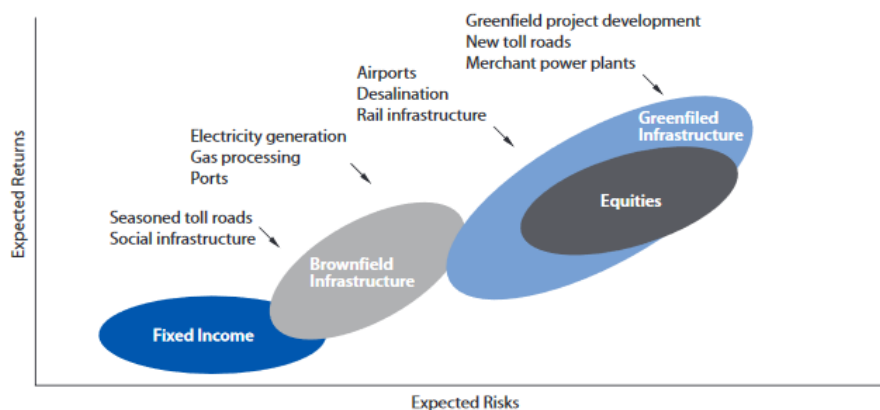 Greenfield project development
New toll roads
Merchant power plants
Airports
Desalination
Rail infrastructure
Greenfiled
Infrastructure
Electricity generation
Gas processing
Ports
Equities
Seasoned toll roads
Social infrastructure
Brownfield
Infrastructure
Fixed Income
Expected Returns
Expected Risks